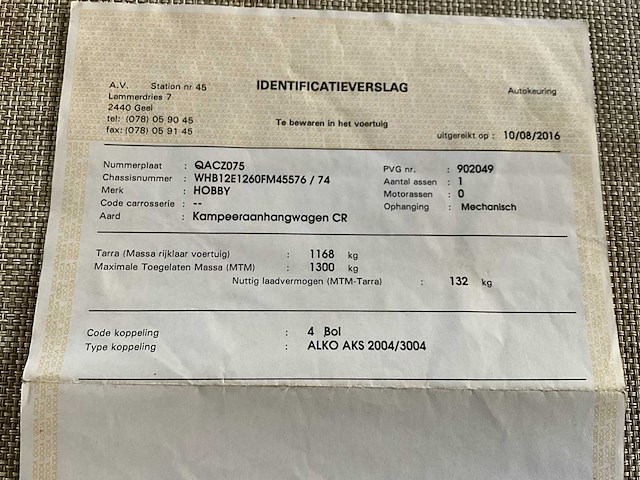 A.V. Station nr 45
Lammerdries 7
2440 Geel
tel: (078) 05 90 45
fax: (078) 05 91 45
IDENTIFICATIEVERSLAG
Te bewaren in het voertuig
Autokeuring
uitgereikt op : 10/08/2016
Nummerplaat : QACZ075
Chassisnummer : WHB12E1260FM45576 / 74
Merk : HOBBY
Code carrosserie : --
Aard : Kampeeraanhangwagen CR
PVG nr. : 902049
Aantal assen : 1
Motorassen : 0
Ophanging : Mechanisch
Tarra (Massa rijklaar voertuig) : 1168 kg
Maximale Toegelaten Massa (MTM) : 1300 kg
Nuttig laadvermogen (MTM-Tarra) : 132 kg
Code koppeling : 4 Bol
Type koppeling : ALKO AKS 2004/3004